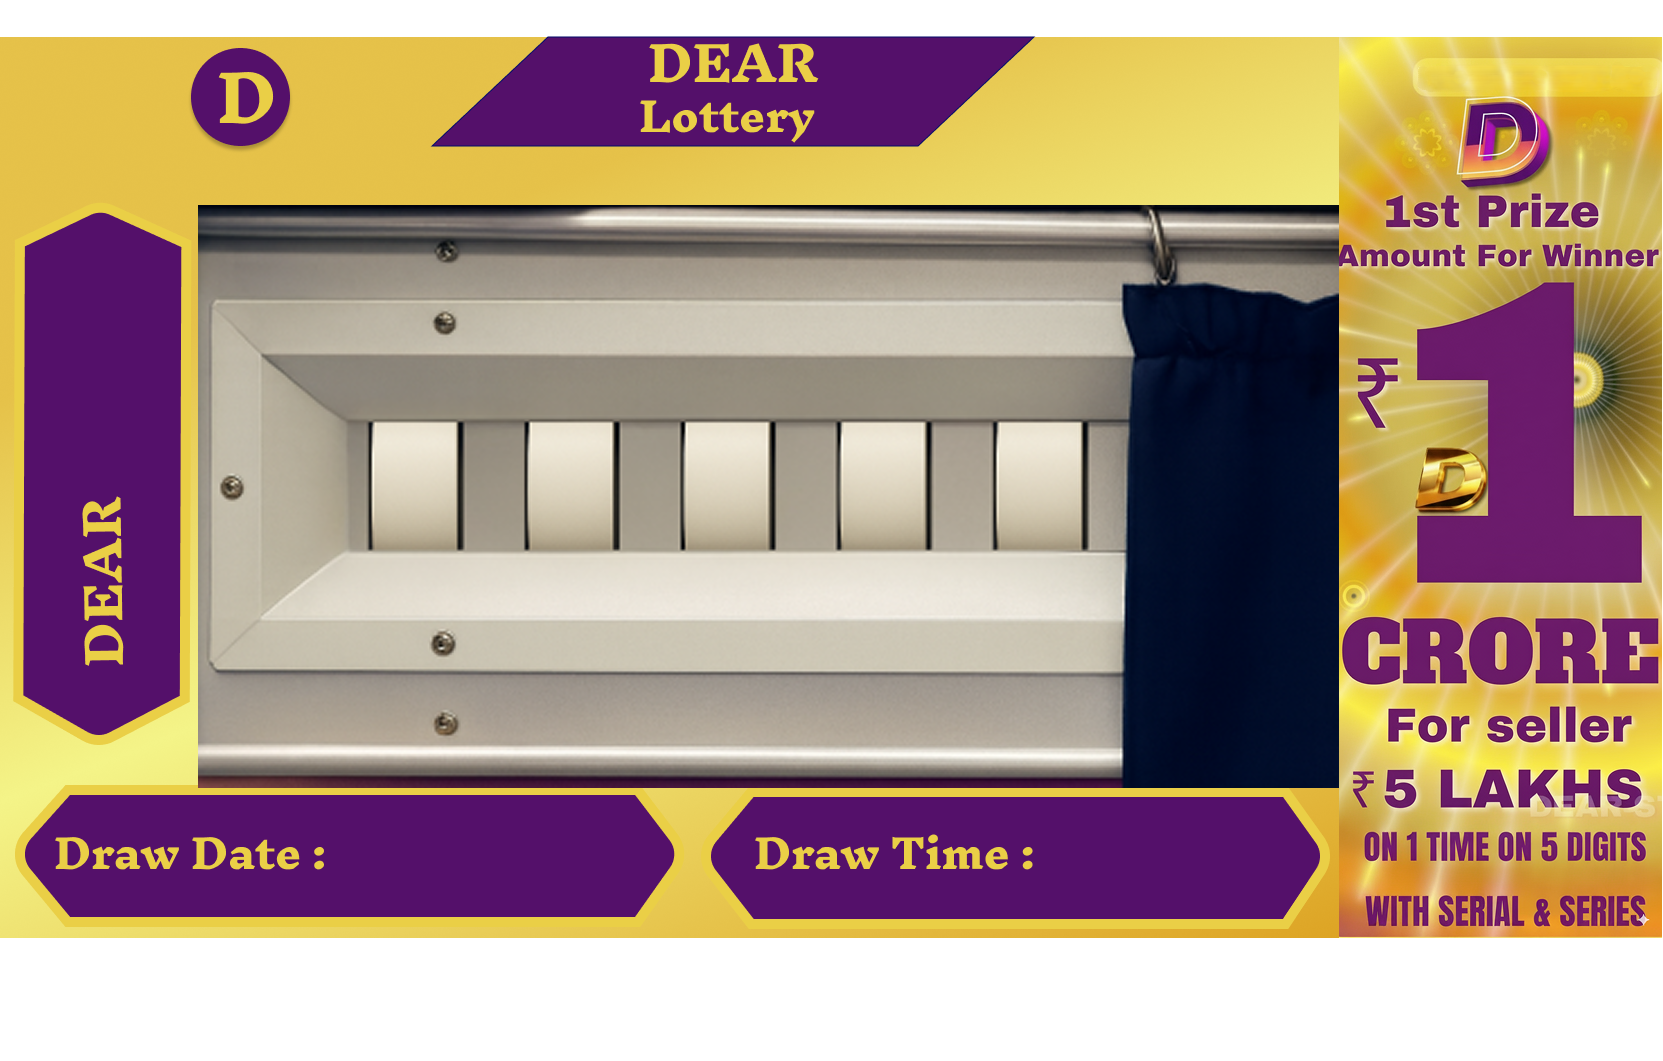 D
DEAR
Lottery
DEAR
Draw Date :
Draw Time :
D
1st Prize
Amount For Winner
₹ 1
D
CRORE
For seller
₹5 LAKHS
ON 1 TIME ON 5 DIGITS
WITH SERIAL & SERIES